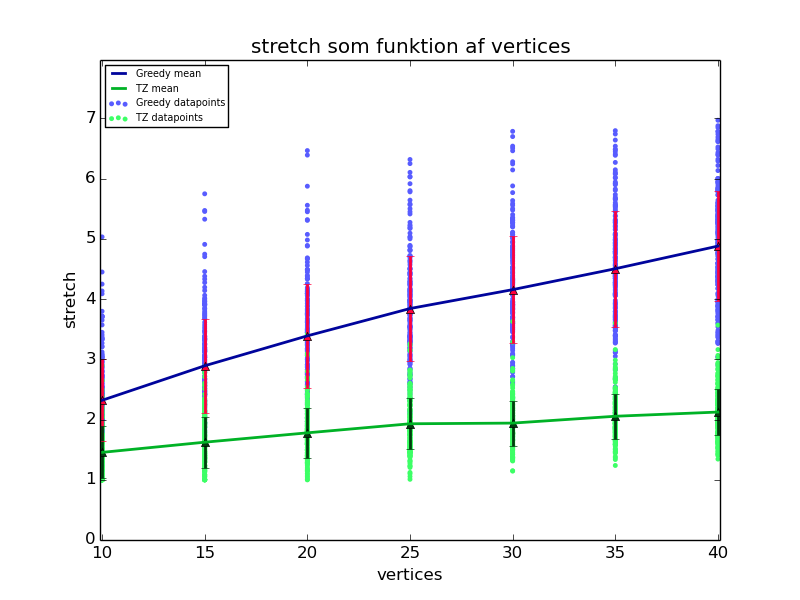 stretch som funktion af vertices
Greedy mean
TZ mean
Greedy datapoints
TZ datapoints
7
6
5
4
3
2
1
0
stretch
10 15 20 25 30 35 40
vertices